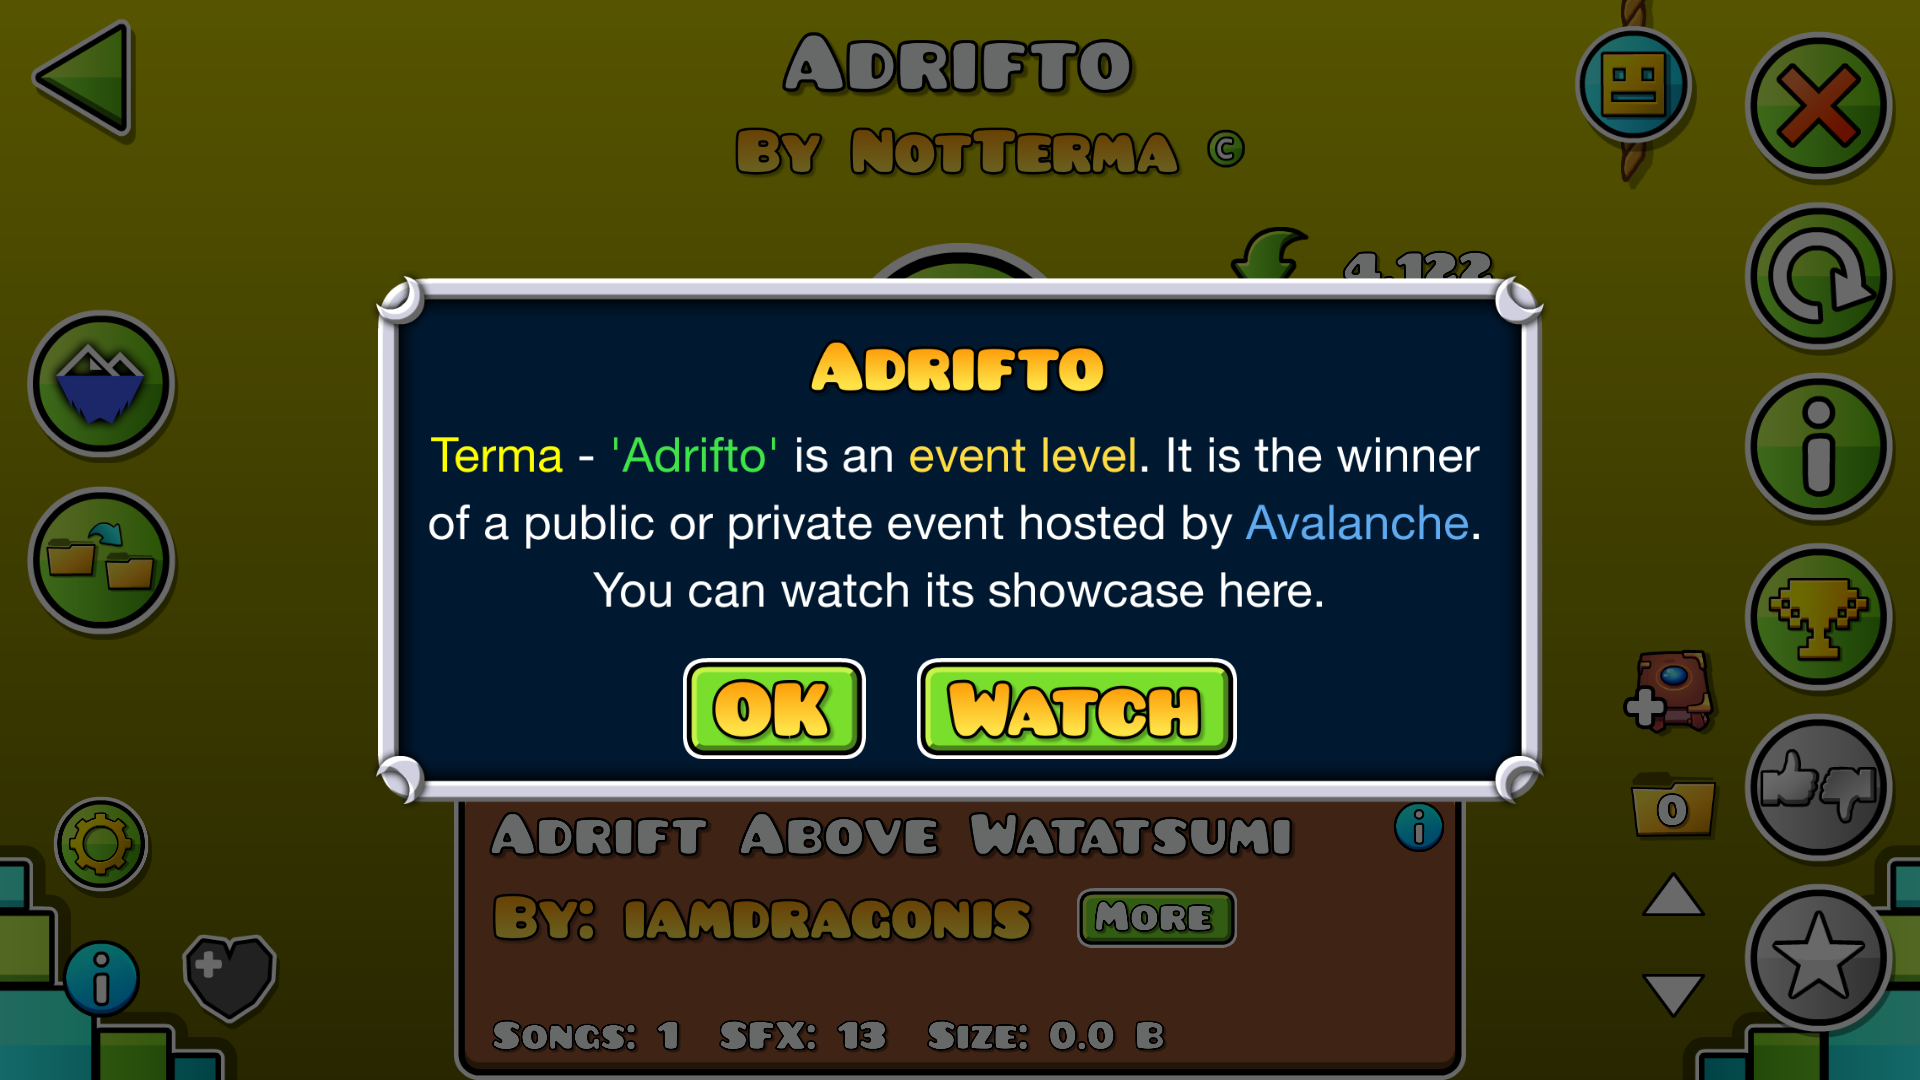 Adrifto
By NotTerma
4,122
Adrifto
Terma - 'Adrifto' is an event level. It is the winner
of a public or private event hosted by Avalanche.
You can watch its showcase here.
OK Watch
Adrift Above Watatsumi
By: iamdragonis More
0
Songs: 1 SFX: 13 Size: 0.0 B